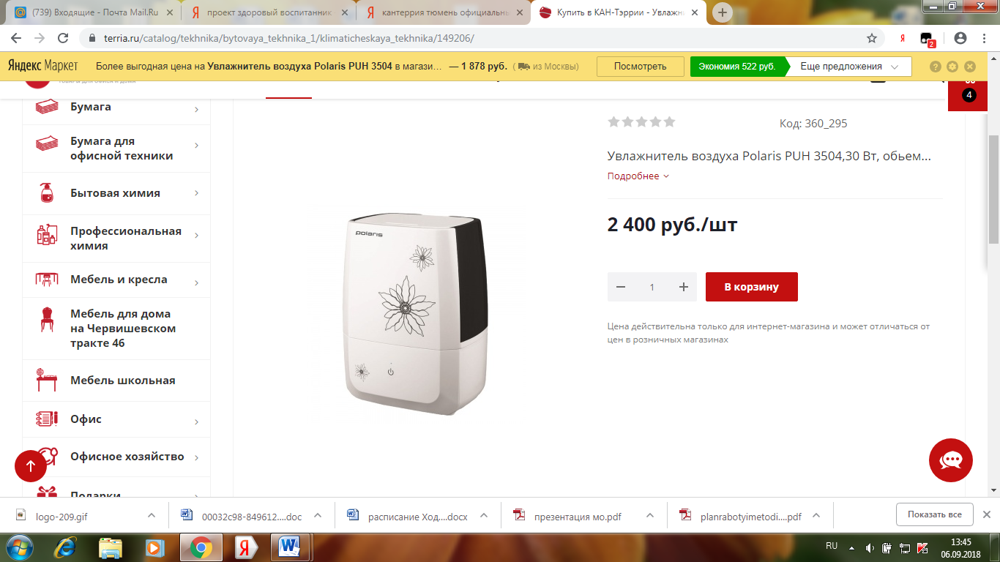 (739) Входящие - Почта Mail.Ru
проект здоровый воспитанник
кантеррия тюмень официальны
Купить в КАН-Тэррии - Увлажн
terria.ru/catalog/tekhnika/bytovaya_tekhnika_1/klimaticheskaya_tekhnika/149206/
2
Яндекс Маркет
Более выгодная цена на Увлажнитель воздуха Polaris PUH 3504 в магази... — 1 878 руб. ( из Москвы)
Посмотреть
Экономия 522 руб.
Еще предложения
4
Бумага
Бумага для
офисной техники
Бытовая химия
Профессиональная
химия
Мебель и кресла
Мебель для дома
на Червишевском
тракте 46
Мебель школьная
Офис
Офисное хозяйство
Подарки
polaris
Код: 360_295
Увлажнитель воздуха Polaris PUH 3504,30 Вт, обьем...
Подробнее
2 400 руб./шт
− 1 +
В корзину
Цена действительна только для интернет-магазина и может отличаться от
цен в розничных магазинах
logo-209.gif
00032c98-849612....doc
расписание Ход....docx
презентация мо.pdf
planrabotyimetodi....pdf
Показать все
RU
13:45
06.09.2018